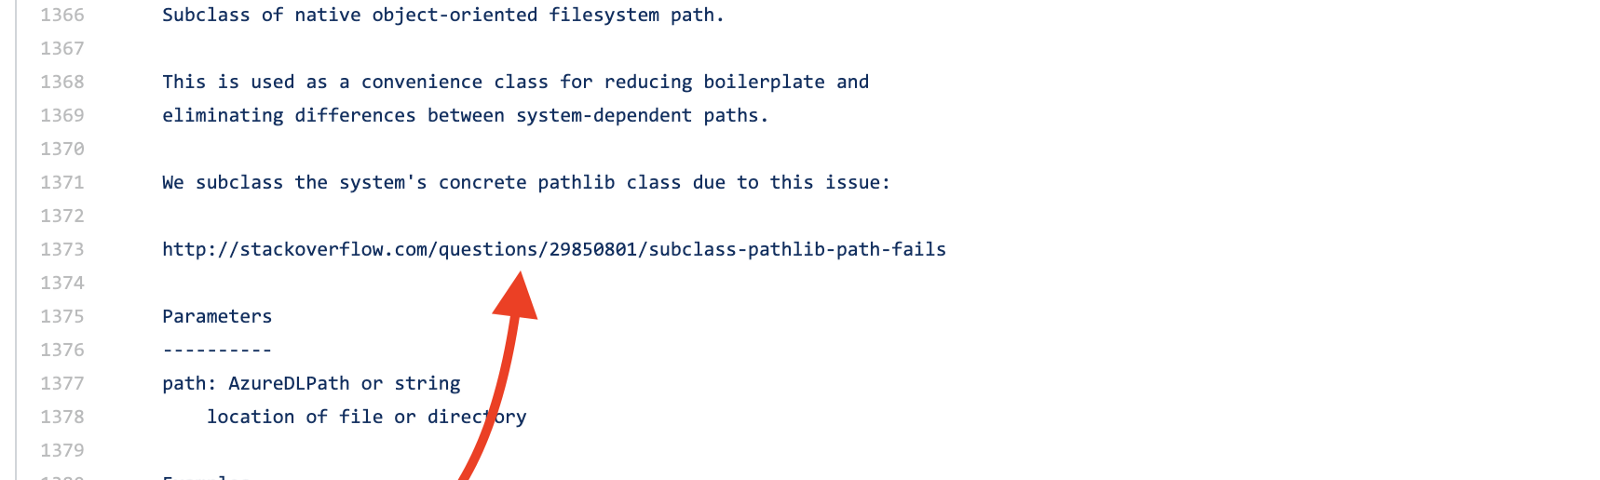 1366 Subclass of native object-oriented filesystem path.
1367
1368 This is used as a convenience class for reducing boilerplate and
1369 eliminating differences between system-dependent paths.
1370
1371 We subclass the system's concrete pathlib class due to this issue:
1372
1373 http://stackoverflow.com/questions/29850801/subclass-pathlib-path-fails
1374
1375 Parameters
1376 ----------
1377 path: AzureDLPath or string
1378 location of file or directory
1379